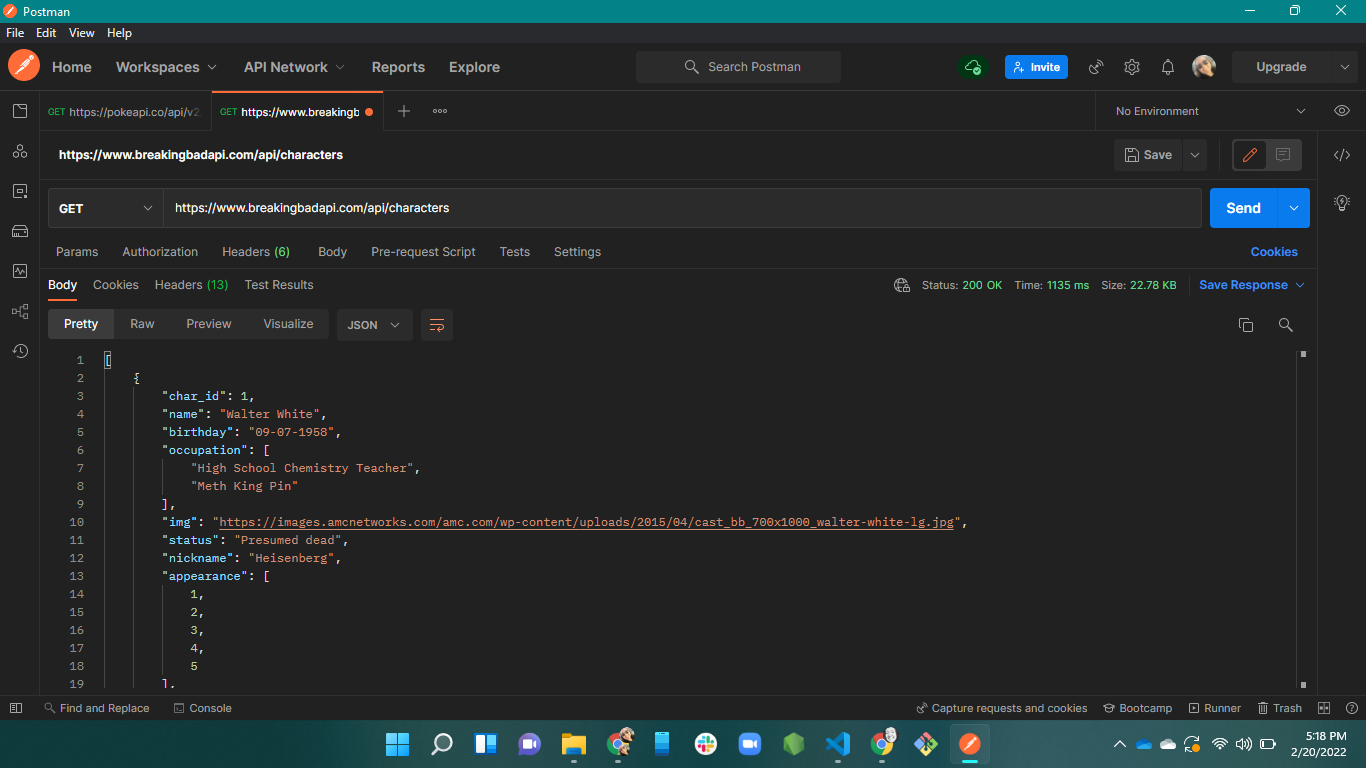 Postman
File Edit View Help
Home Workspaces API Network Reports Explore Search Postman Invite Upgrade
GET https://pokeapi.co/api/v2 GET https://www.breakingb No Environment
https://www.breakingbadapi.com/api/characters Save
GET https://www.breakingbadapi.com/api/characters Send
Params Authorization Headers (6) Body Pre-request Script Tests Settings Cookies
Body Cookies Headers (13) Test Results Status: 200 OK Time: 1135 ms Size: 22.78 KB Save Response
Pretty Raw Preview Visualize JSON
1 [
2 {
3 "char_id": 1,
4 "name": "Walter White",
5 "birthday": "09-07-1958",
6 "occupation": [
7 "High School Chemistry Teacher",
8 "Meth King Pin"
9 ],
10 "img": "https://images.amcnetworks.com/amc.com/wp-content/uploads/2015/04/cast_bb_700x1000_walter-white-lg.jpg",
11 "status": "Presumed dead",
12 "nickname": "Heisenberg",
13 "appearance": [
14 1,
15 2,
16 3,
17 4,
18 5
19 ],
Find and Replace Console Capture requests and cookies Bootcamp Runner Trash
5:18 PM
2/20/2022